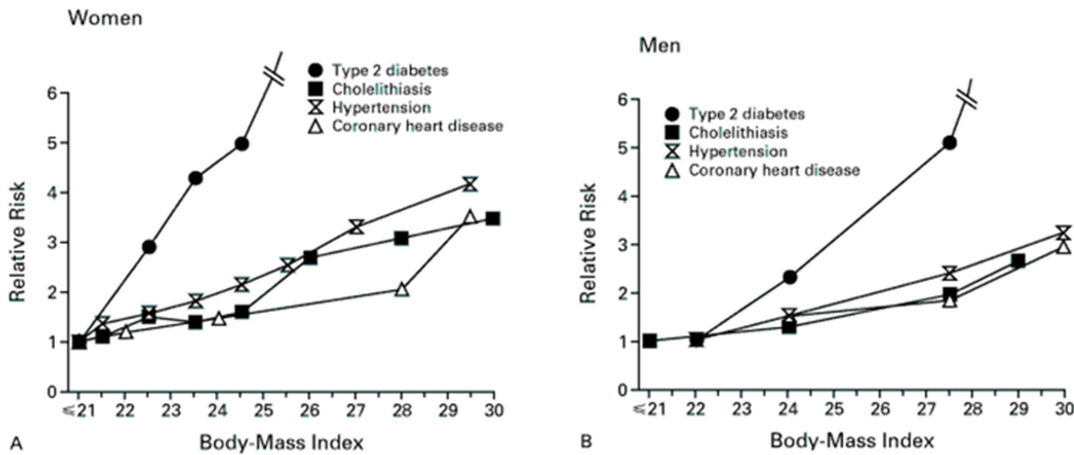 Women
Type 2 diabetes
Cholelithiasis
Hypertension
Coronary heart disease
6
5
4
3
2
1
0
Relative Risk
≤21 22 23 24 25 26 27 28 29 30
Body-Mass Index
A
Men
Type 2 diabetes
Cholelithiasis
Hypertension
Coronary heart disease
6
5
4
3
2
1
0
Relative Risk
≤21 22 23 24 25 26 27 28 29 30
Body-Mass Index
B